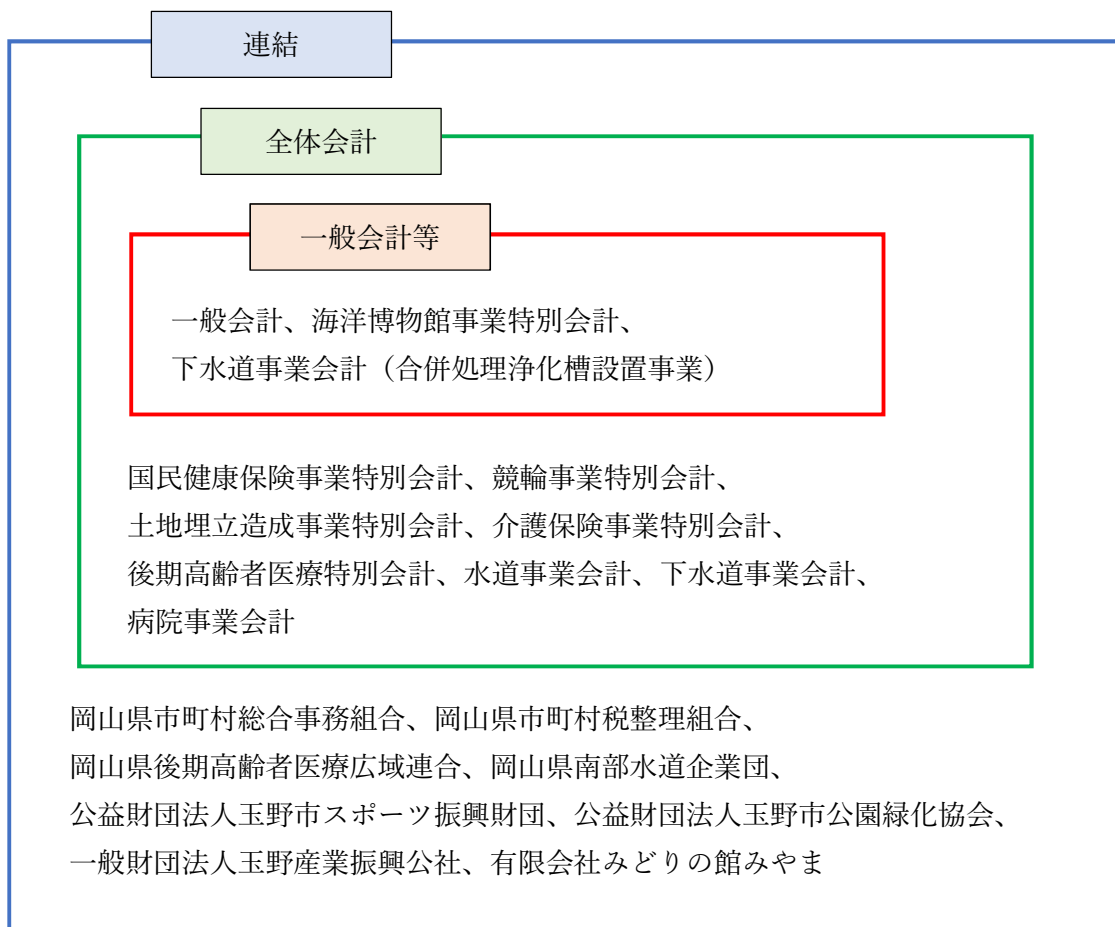 連結
全体会計
一般会計等
一般会計、海洋博物館事業特別会計、
下水道事業会計（合併処理浄化槽設置事業）
国民健康保険事業特別会計、競輪事業特別会計、
土地埋立造成事業特別会計、介護保険事業特別会計、
後期高齢者医療特別会計、水道事業会計、下水道事業会計、
病院事業会計
岡山県市町村総合事務組合、岡山県市町村税整理組合、
岡山県後期高齢者医療広域連合、岡山県南部水道企業団、
公益財団法人玉野市スポーツ振興財団、公益財団法人玉野市公園緑化協会、
一般財団法人玉野産業振興公社、有限会社みどりの館みやま